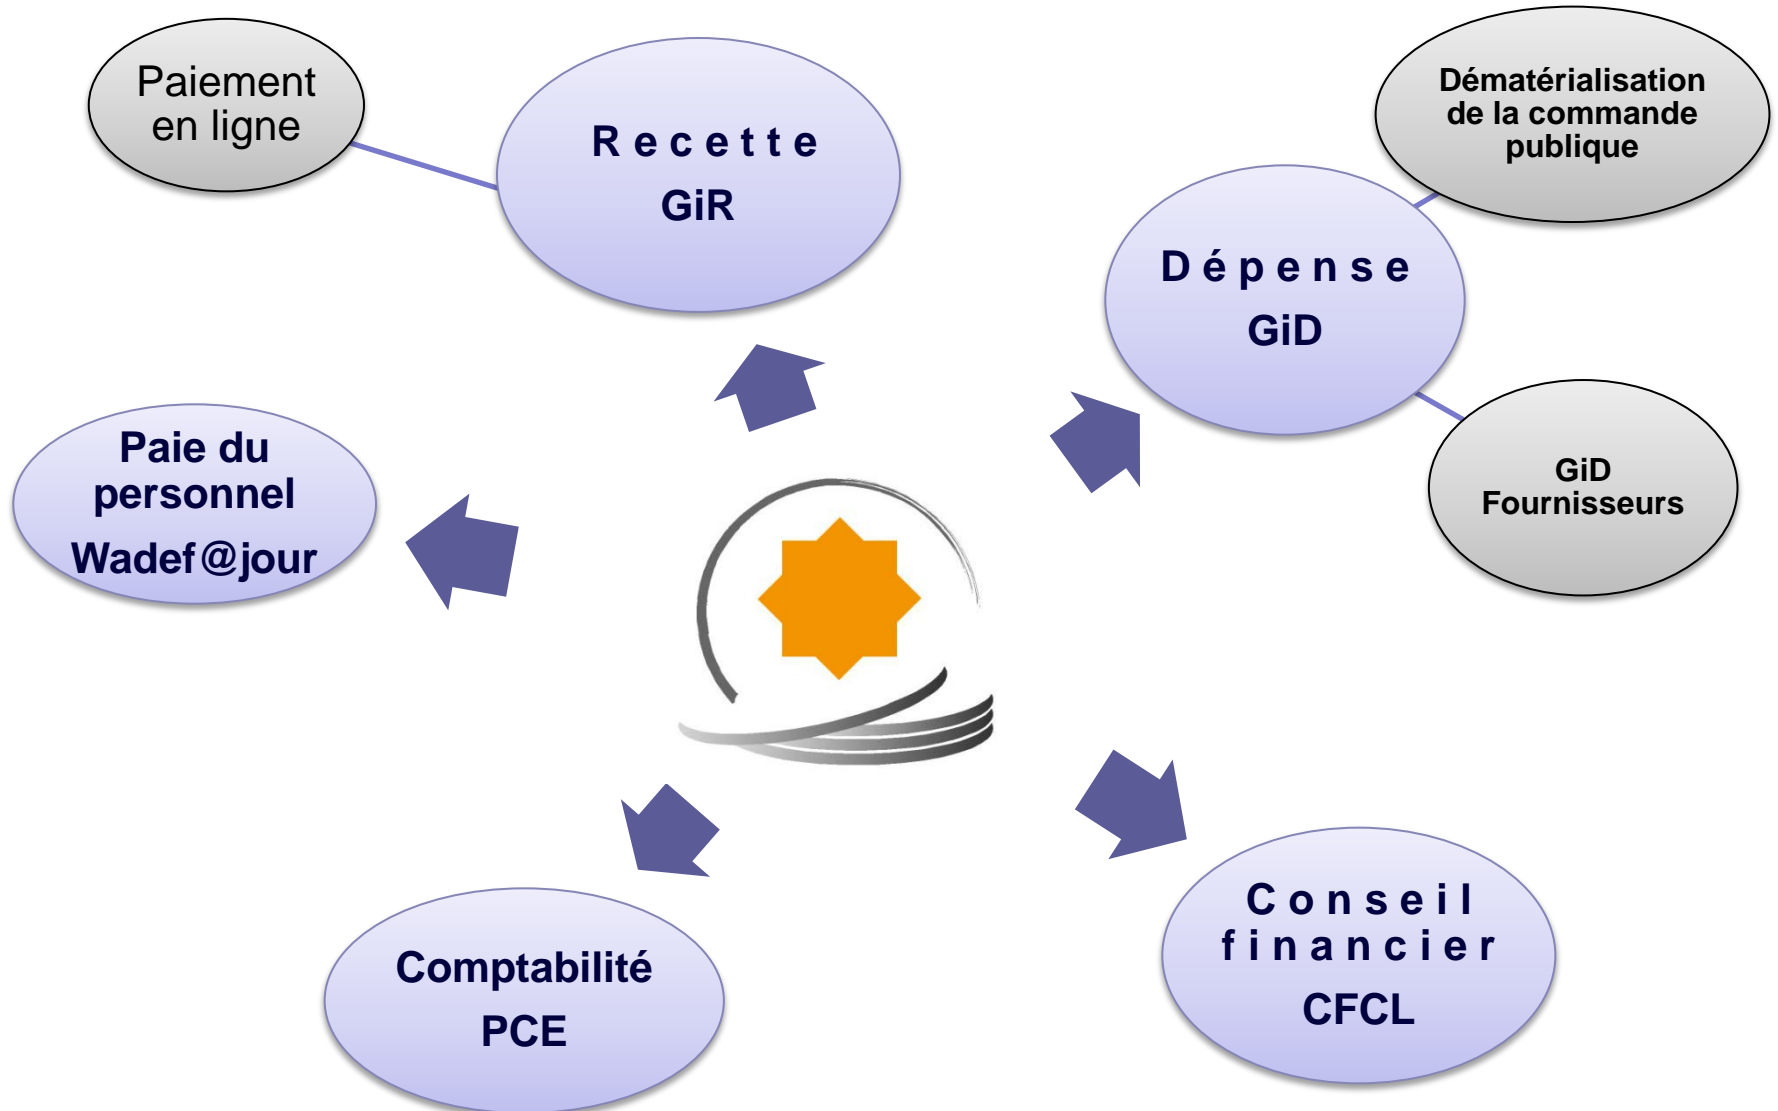 Paiement
en ligne
Recette
GiR
Dématérialisation
de la commande
publique
Dépense
GiD
GiD
Fournisseurs
Paie du
personnel
Wadef@jour
Comptabilité
PCE
Conseil
financier
CFCL